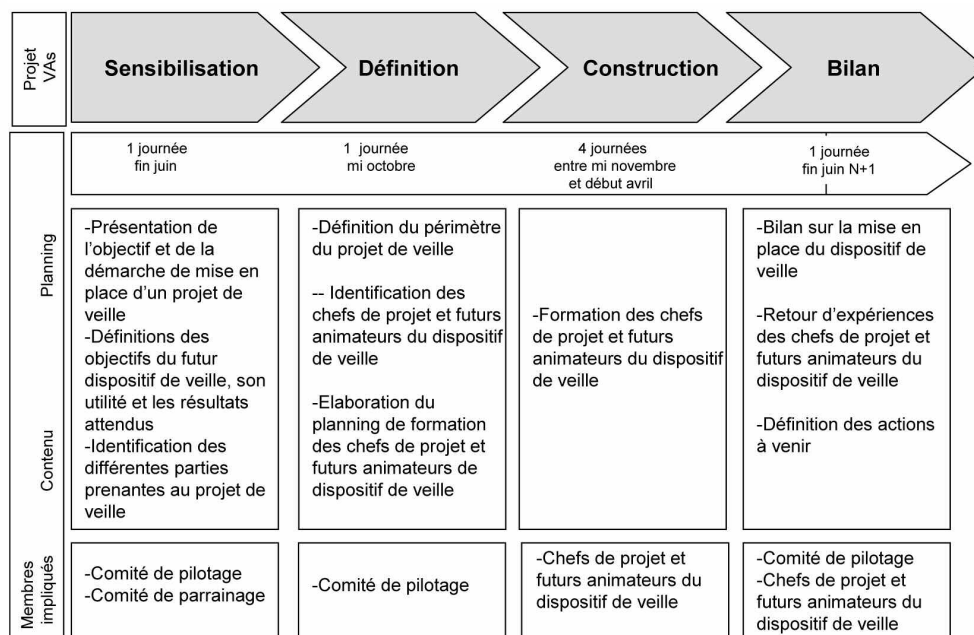 Projet
VAs
Sensibilisation
Définition
Construction
Bilan
Planning
1 journée
fin juin
1 journée
mi octobre
4 journées
entre mi novembre
et début avril
1 journée
fin juin N+1
Contenu
-Présentation de
l'objectif et de la
démarche de mise en
place d'un projet de
veille
-Définitions des
objectifs du futur
dispositif de veille, son
utilité et les résultats
attendus
-Identification des
différentes parties
prenantes au projet de
veille
-Définition du périmètre
du projet de veille
-- Identification des
chefs de projet et futurs
animateurs du dispositif
de veille
-Elaboration du
planning de formation
des chefs de projet et
futurs animateurs de
dispositif de veille
-Formation des chefs
de projet et futurs
animateurs du dispositif
de veille
-Bilan sur la mise en
place du dispositif de
veille
-Retour d'expériences
des chefs de projet et
futurs animateurs du
dispositif de veille
-Définition des actions
à venir
Membres
impliqués
-Comité de pilotage
-Comité de parrainage
-Comité de pilotage
-Chefs de projet et
futurs animateurs du
dispositif de veille
-Comité de pilotage
-Chefs de projet et
futurs animateurs du
dispositif de veille